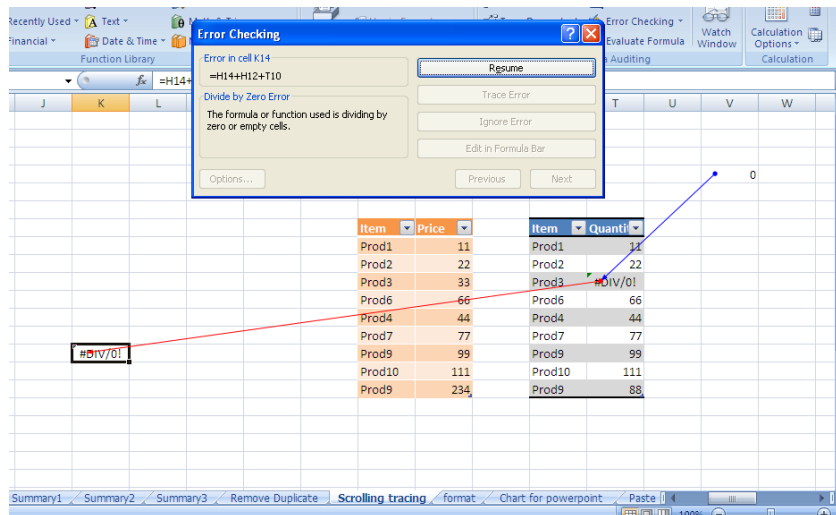 Recently Used Text Error Checking
Financial Date & Time Evaluate Formula Watch Window Calculation Options
Function Library Auditing Calculation
Error Checking
Error in cell K14
=H14+H12+T10
Divide by Zero Error
The formula or function used is dividing by
zero or empty cells.
Resume
Trace Error
Ignore Error
Edit in Formula Bar
Options...
Previous Next
fx =H14+
J K L T U V W
0
Item Price Item Quantit
Prod1 11 Prod1 11
Prod2 22 Prod2 22
Prod3 33 Prod3 #DIV/0!
Prod6 66 Prod6 66
Prod4 44 Prod4 44
Prod7 77 Prod7 77
#DIV/0! Prod9 99 Prod9 99
Prod10 111 Prod10 111
Prod9 234 Prod9 88
Summary1 Summary2 Summary3 Remove Duplicate Scrolling tracing format Chart for powerpoint Paste
100%